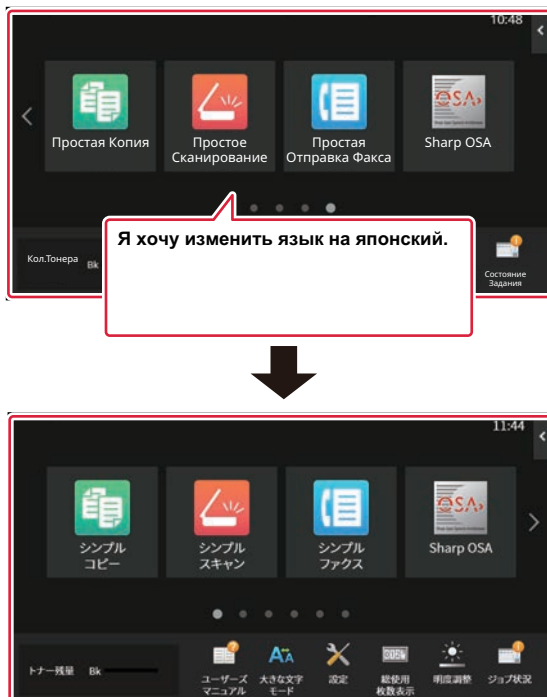 10:48
Простая Копия
Простое
Сканирование
Простая
Отправка Факса
OSA
Sharp OSA
Я хочу изменить язык на японский.
Кол.Тонера
Bk
Состояние
Задания
11:44
シンプル
コピー
シンプル
スキャン
シンプル
ファクス
OSA
Sharp OSA
トナー残量 Bk
ユーザーズ
マニュアル
大きな文字
モード
設定
総使用
枚数表示
明度調整
ジョブ状況